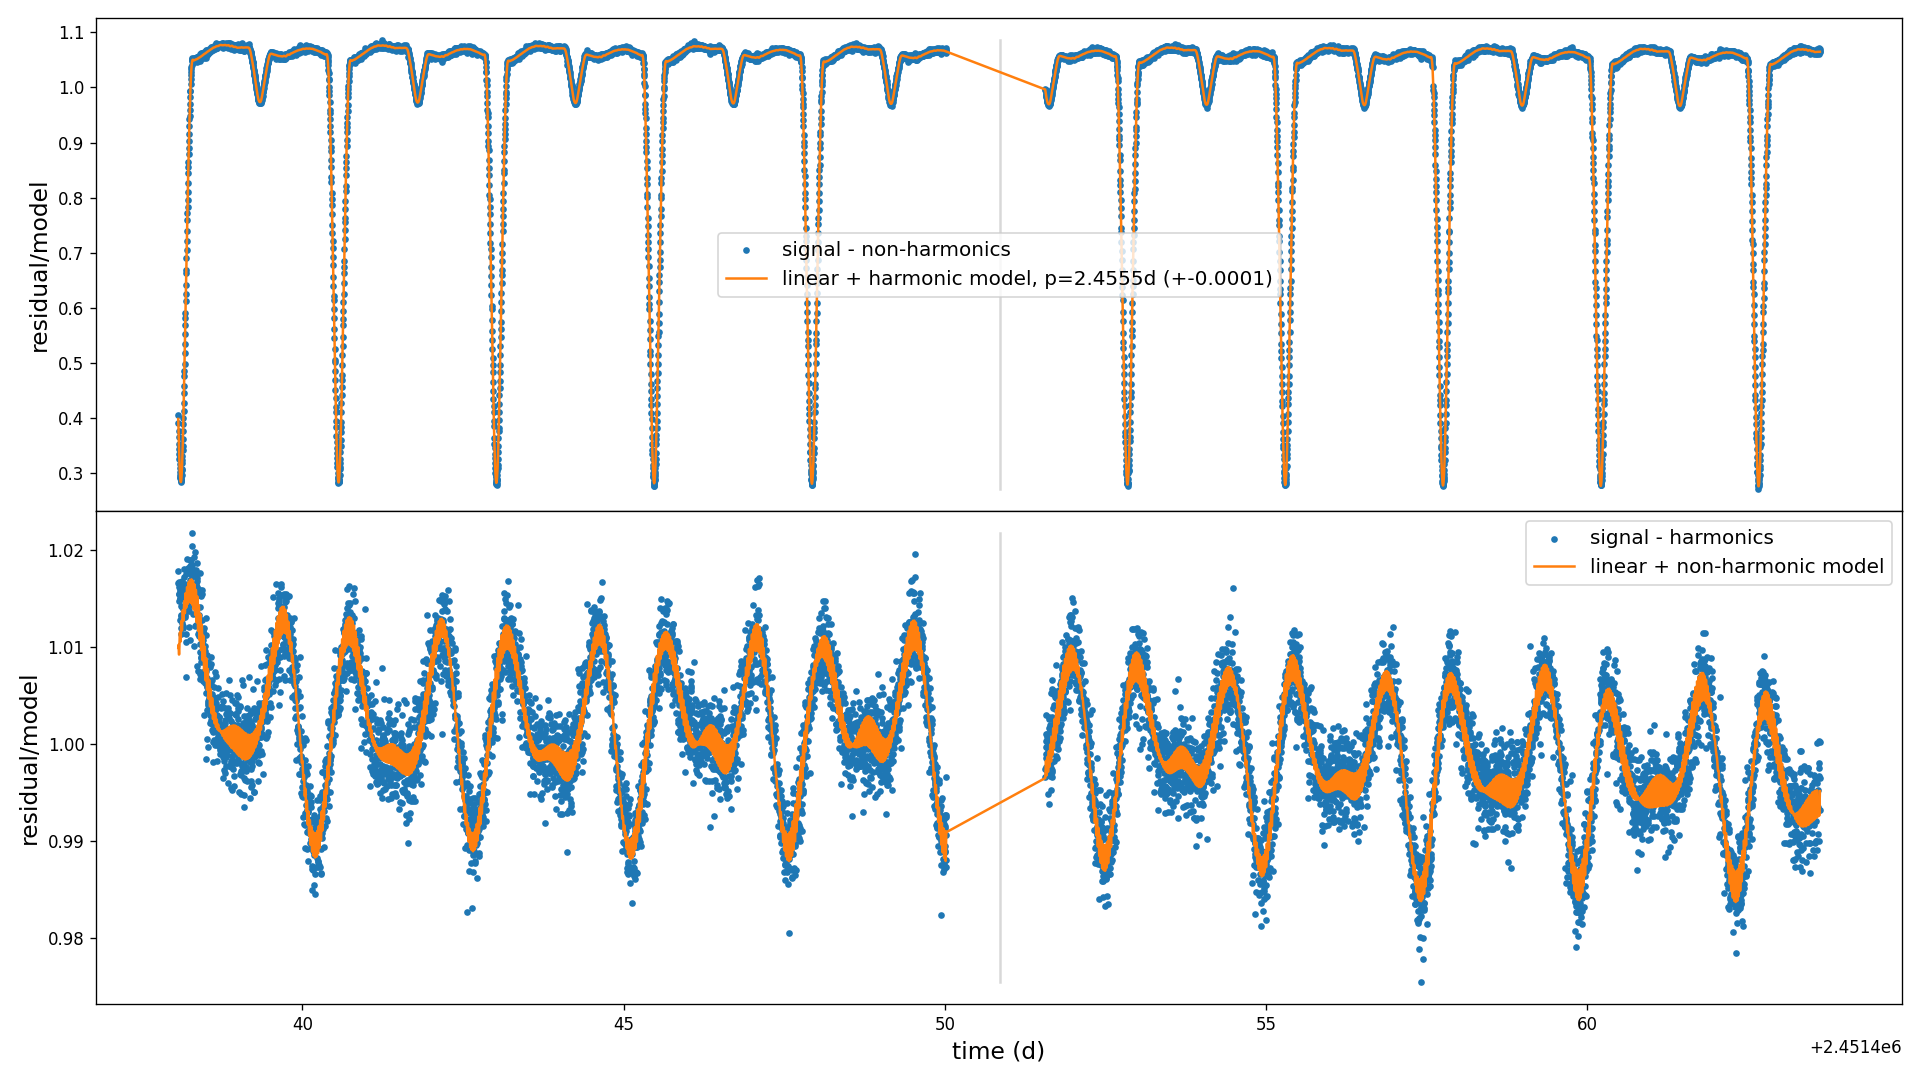 1.1
1.0
0.9
0.8
0.7
0.6
0.5
0.4
0.3
residual/model
signal - non-harmonics
linear + harmonic model, p=2.4555d (+-0.0001)
1.02
1.01
1.00
0.99
0.98
residual/model
signal - harmonics
linear + non-harmonic model
40
45
50
55
60
time (d)
+2.4514e6